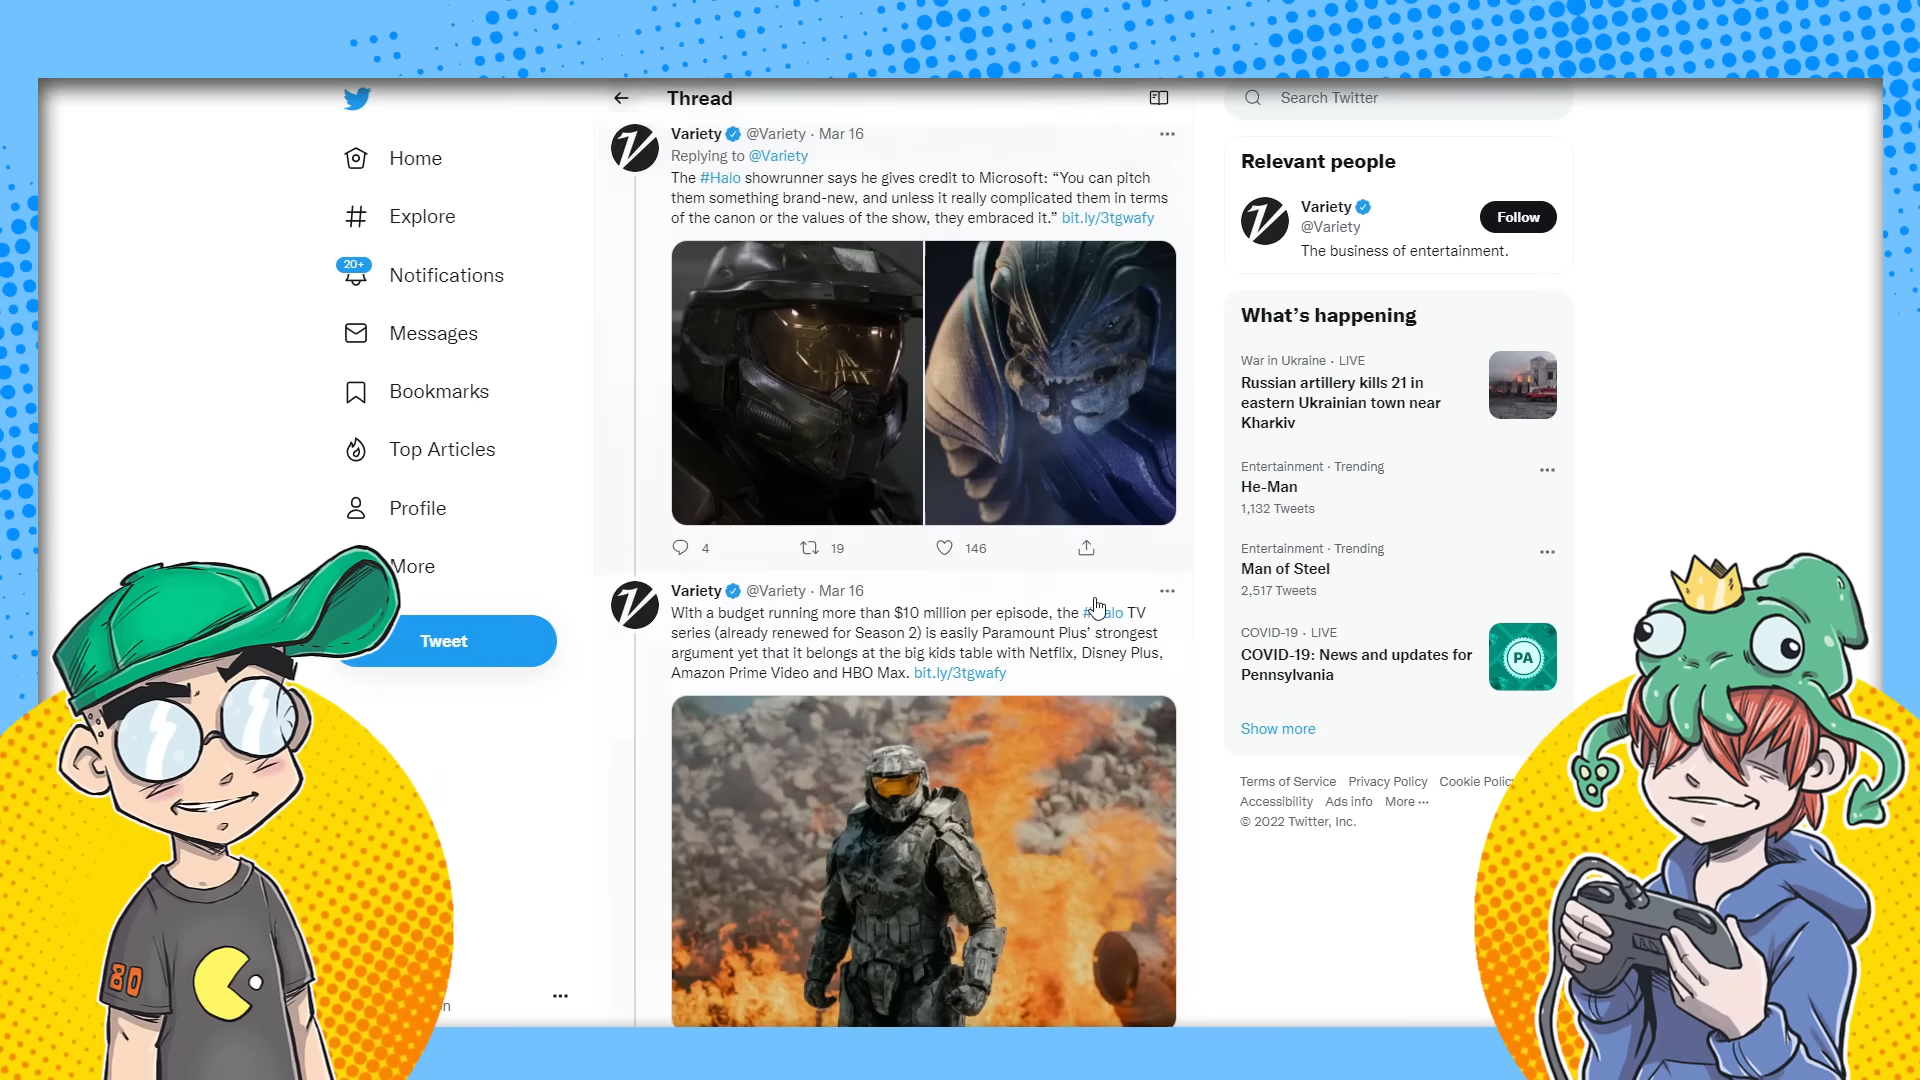 Home
Explore
20+
Notifications
Messages
Bookmarks
Top Articles
Profile
More
Tweet
Thread
Variety @Variety · Mar 16
Replying to @Variety
The #Halo showrunner says he gives credit to Microsoft: “You can pitch
them something brand-new, and unless it really complicated them in terms
of the canon or the values of the show, they embraced it.” bit.ly/3tgwafy
4
19
146
Variety @Variety · Mar 16
With a budget running more than $10 million per episode, the #Halo TV
series (already renewed for Season 2) is easily Paramount Plus’ strongest
argument yet that it belongs at the big kids table with Netflix, Disney Plus,
Amazon Prime Video and HBO Max. bit.ly/3tgwafy
Search Twitter
Relevant people
Variety
@Variety
Follow
The business of entertainment.
What’s happening
War in Ukraine · LIVE
Russian artillery kills 21 in
eastern Ukrainian town near
Kharkiv
Entertainment · Trending
He-Man
1,132 Tweets
Entertainment · Trending
Man of Steel
2,517 Tweets
COVID-19 · LIVE
COVID-19: News and updates for
Pennsylvania
PA
Show more
Terms of Service Privacy Policy Cookie
Accessibility Ads info More ···
© 2022 Twitter, Inc.
80